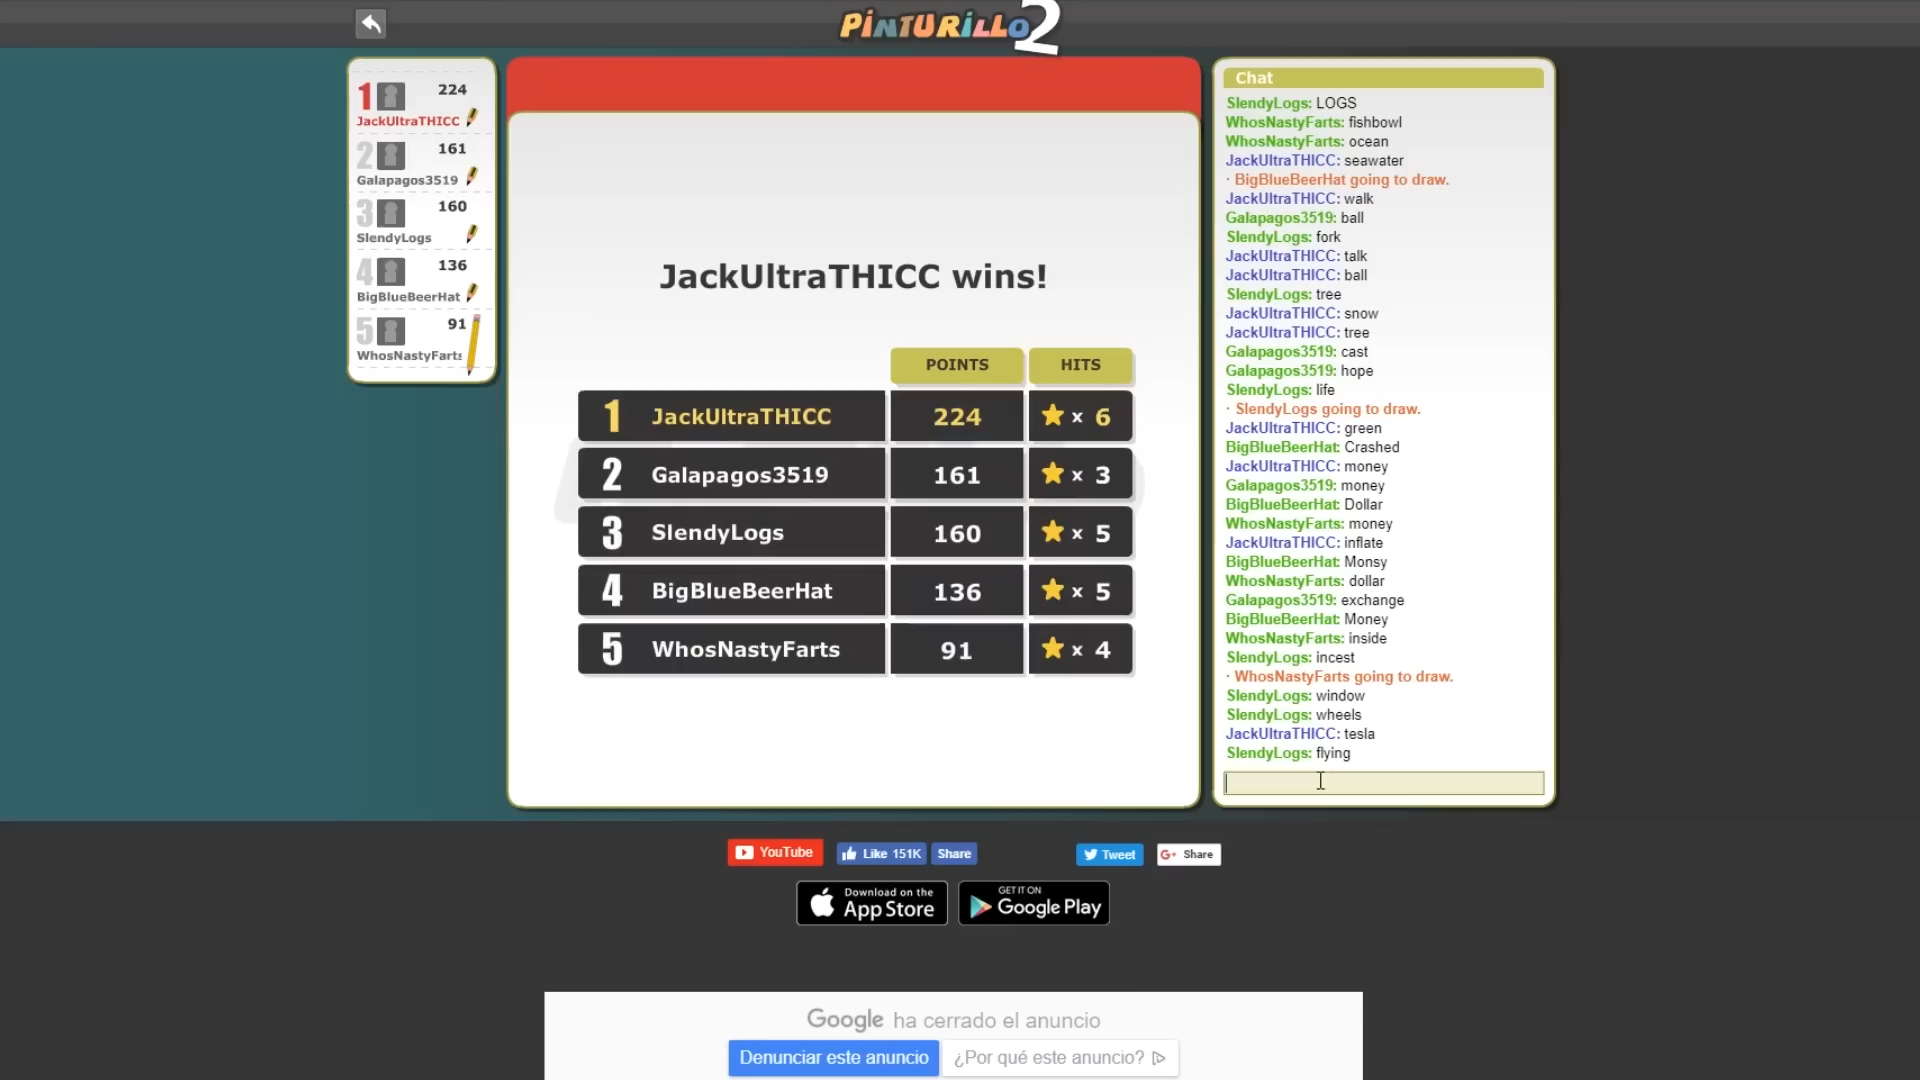 PINTURILLO 2
1 224
JackUltraTHICC
2 161
Galapagos3519
3 160
SlendyLogs
4 136
BigBlueBeerHat
5 91
WhosNastyFarts
JackUltraTHICC wins!
POINTS HITS
1 JackUltraTHICC 224 x 6
2 Galapagos3519 161 x 3
3 SlendyLogs 160 x 5
4 BigBlueBeerHat 136 x 5
5 WhosNastyFarts 91 x 4
Chat
SlendyLogs: LOGS
WhosNastyFarts: fishbowl
WhosNastyFarts: ocean
JackUltraTHICC: seawater
· BigBlueBeerHat going to draw.
JackUltraTHICC: walk
Galapagos3519: ball
SlendyLogs: fork
JackUltraTHICC: talk
JackUltraTHICC: ball
SlendyLogs: tree
JackUltraTHICC: snow
JackUltraTHICC: tree
Galapagos3519: cast
Galapagos3519: hope
SlendyLogs: life
· SlendyLogs going to draw.
JackUltraTHICC: green
BigBlueBeerHat: Crashed
JackUltraTHICC: money
Galapagos3519: money
BigBlueBeerHat: Dollar
WhosNastyFarts: money
JackUltraTHICC: inflate
BigBlueBeerHat: Monsy
WhosNastyFarts: dollar
Galapagos3519: exchange
BigBlueBeerHat: Money
WhosNastyFarts: inside
SlendyLogs: incest
· WhosNastyFarts going to draw.
SlendyLogs: window
SlendyLogs: wheels
JackUltraTHICC: tesla
SlendyLogs: flying
YouTube Like 151K Share Tweet G+ Share
Download on the App Store
GET IT ON Google Play
Google ha cerrado el anuncio
Denunciar este anuncio ¿Por qué este anuncio?